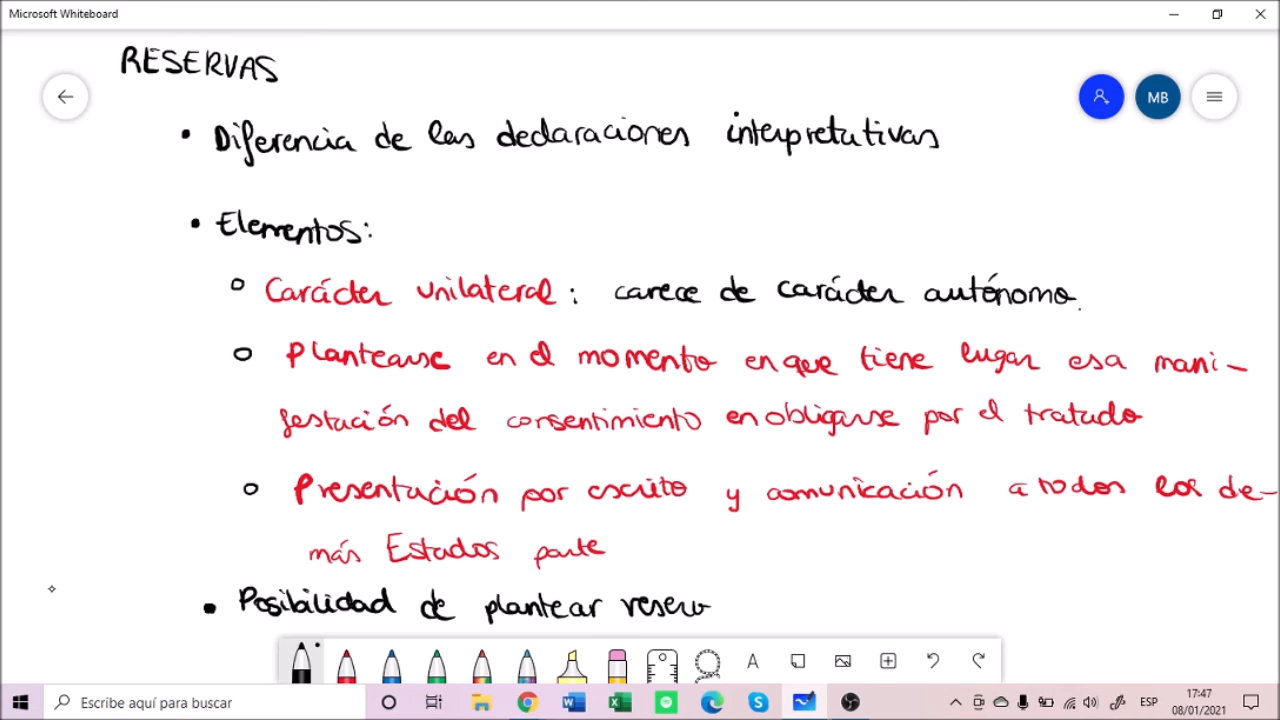 Microsoft Whiteboard
RESERVAS
MB
• Diferencia de las declaraciones interpretativas
• Elementos:
Carácter unilateral: carece de carácter autónomo.
Plantearse en el momento en que tiene lugar esa mani-
festación del consentimiento en obligarse por el tratado
Presentación por escrito y comunicación a todos los de-
más Estados parte
• Posibilidad de plantear reserv
A
Escribe aquí para buscar
ESP
17:47
08/01/2021